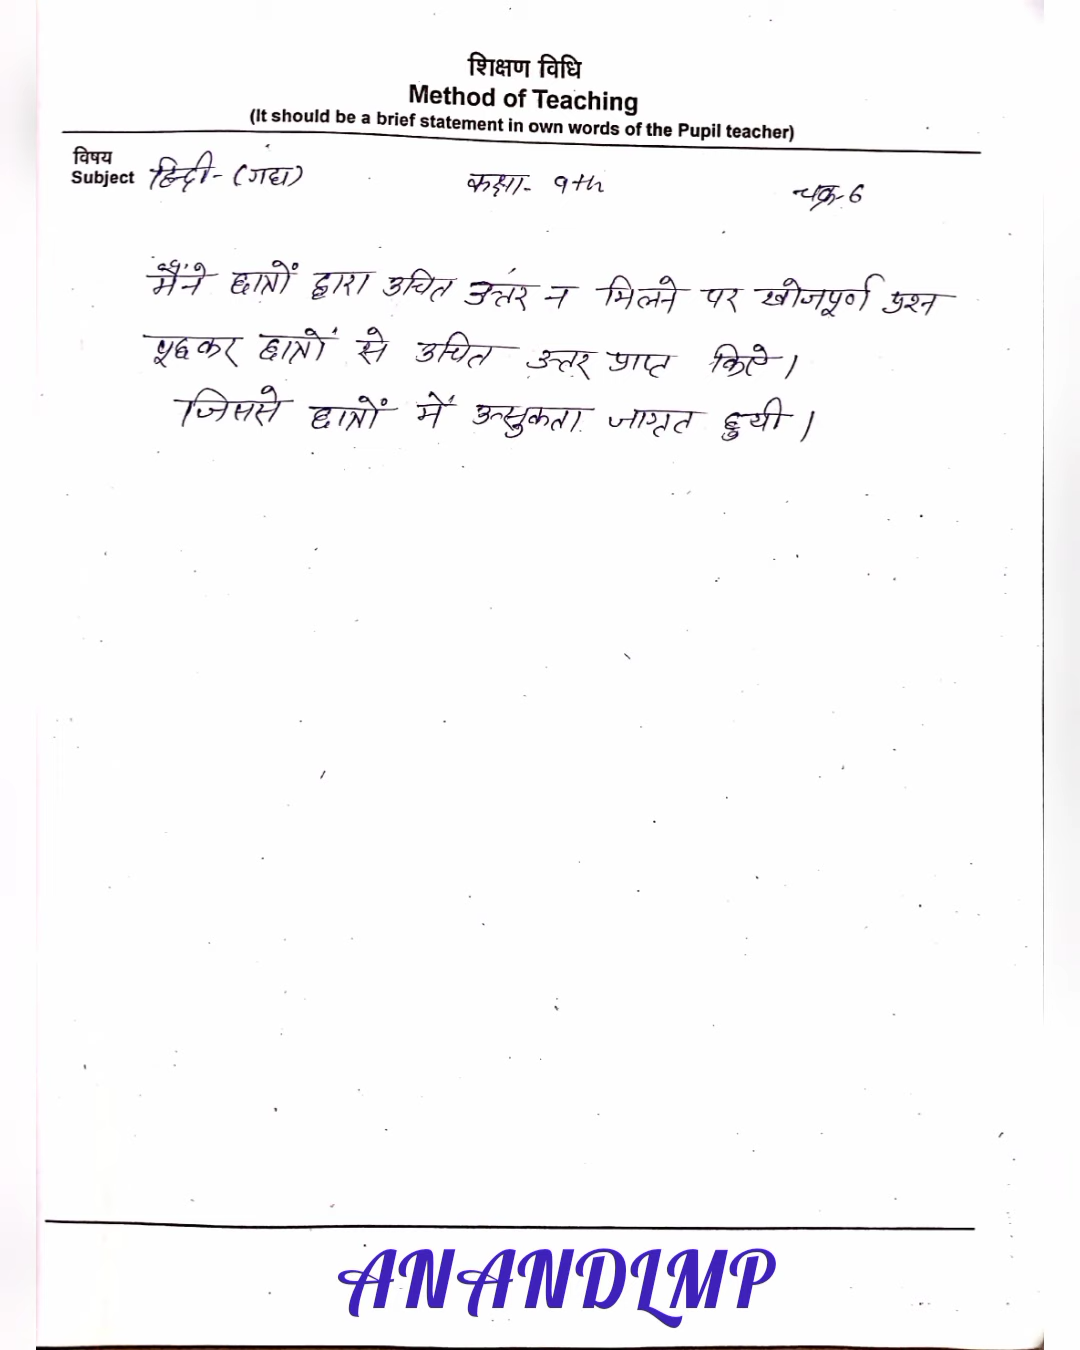 शिक्षण विधि
Method of Teaching
(It should be a brief statement in own words of the Pupil teacher)
विषय
Subject हिन्दी- (गद्य) कक्षा- 9th चक्र-6
मैंने छात्रों द्वारा उचित उत्तर न मिलने पर खोजपूर्ण प्रश्न
पूछकर छात्रों से उचित उत्तर प्राप्त किऐ।
जिससे छात्रों में उत्सुकता जागृत हुयी।
ANANDLMP